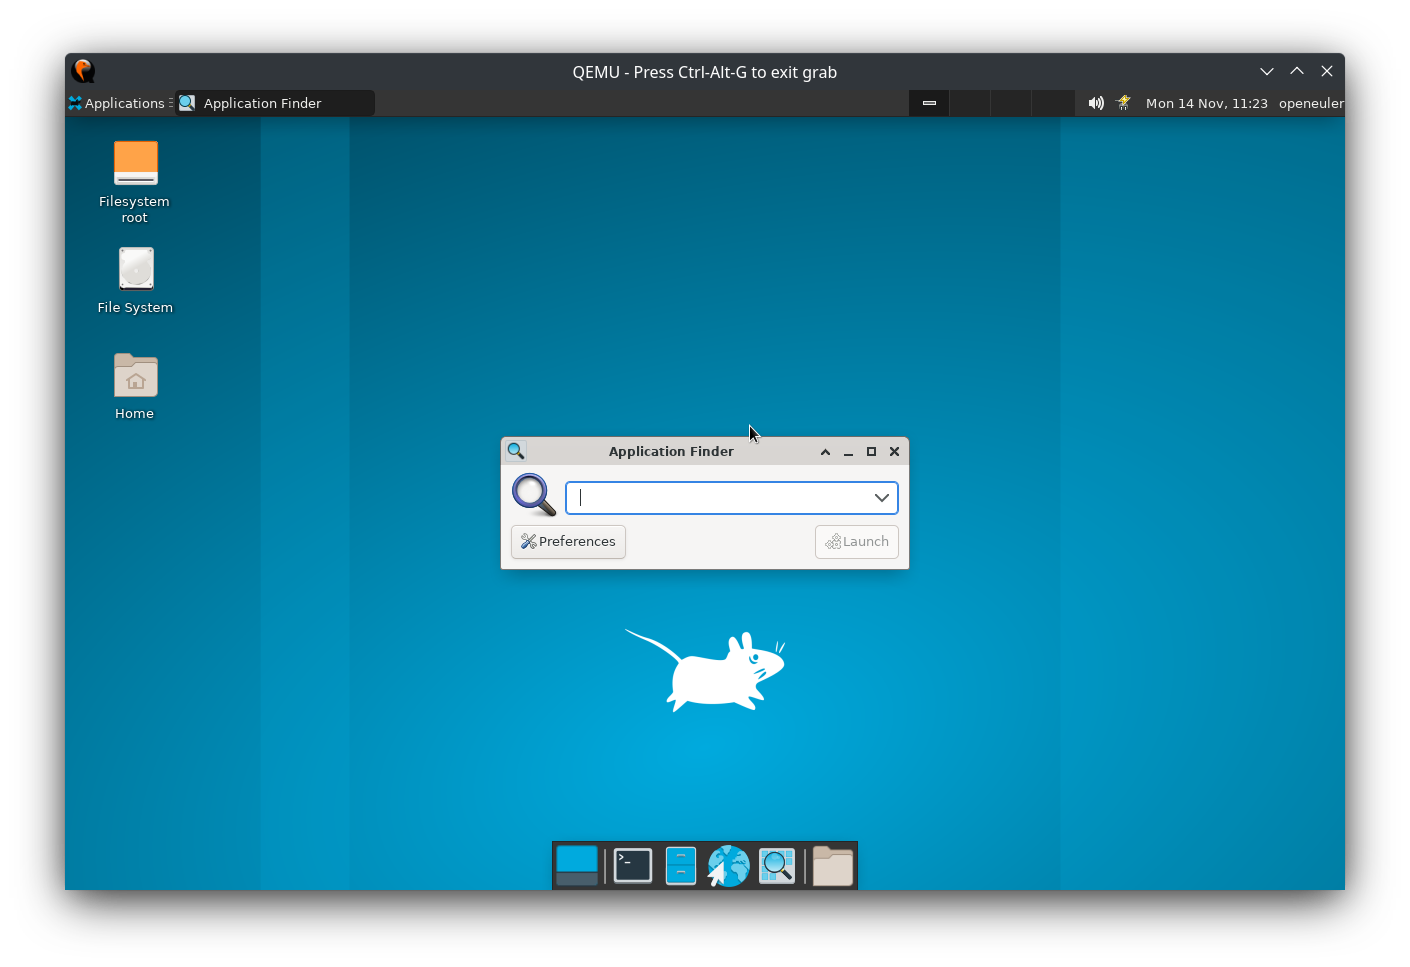 QEMU - Press Ctrl-Alt-G to exit grab
Applications
Application Finder
Mon 14 Nov, 11:23
openeuler
Filesystem
root
File System
Home
Application Finder
Preferences
Launch
>_